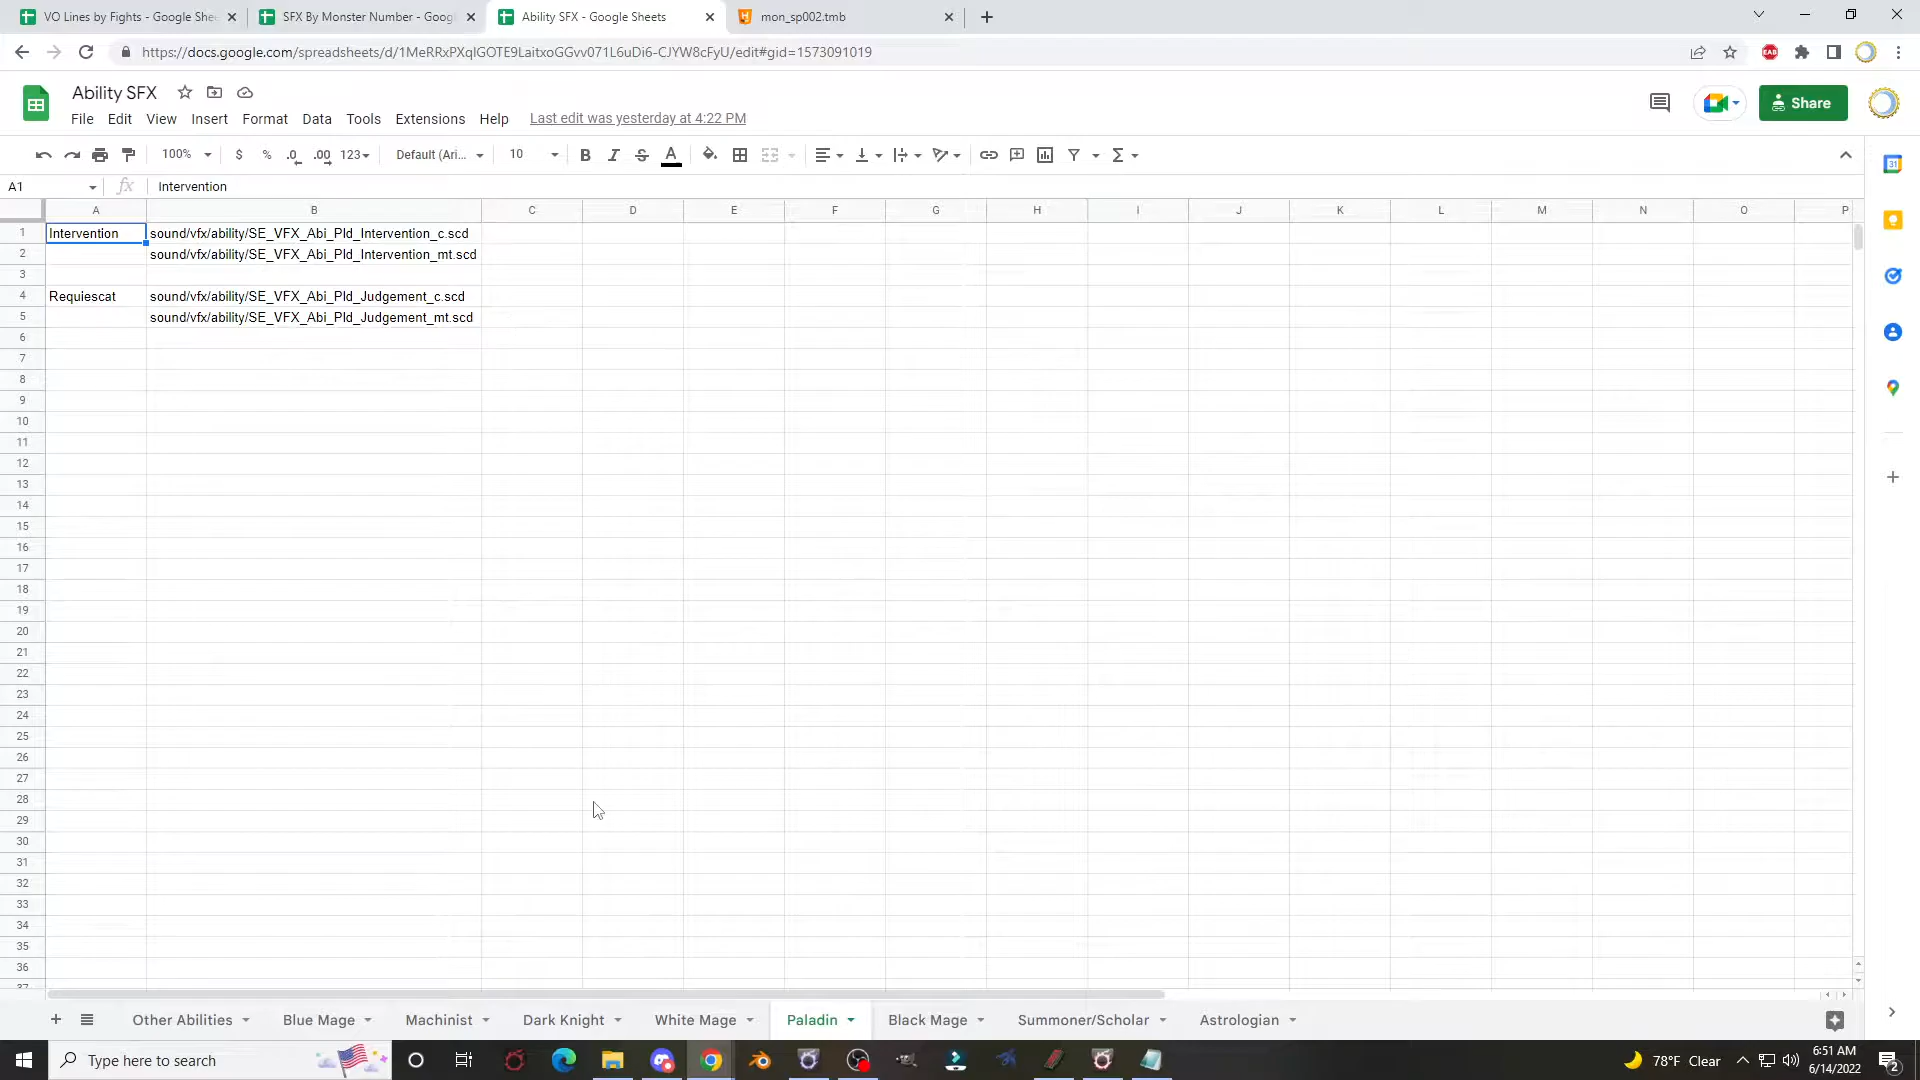 VO Lines by Fights - Google She
SFX By Monster Number - Goog
Ability SFX - Google Sheets
mon_sp002.tmb
https://docs.google.com/spreadsheets/d/1MeRRxPXqlGOTE9LaitxoGGvv071L6uDi6-CJYW8cFyU/edit#gid=1573091019
Ability SFX
Share
File Edit View Insert Format Data Tools Extensions Help Last edit was yesterday at 4:22 PM
100% $ % .0 .00 123 Default (Ari... 10 B I S A
A1 fx Intervention
A B C D E F G H I J K L M N O P
1 Intervention sound/vfx/ability/SE_VFX_Abi_Pld_Intervention_c.scd
2 sound/vfx/ability/SE_VFX_Abi_Pld_Intervention_mt.scd
3
4 Requiescat sound/vfx/ability/SE_VFX_Abi_Pld_Judgement_c.scd
5 sound/vfx/ability/SE_VFX_Abi_Pld_Judgement_mt.scd
6
7
8
9
10
11
12
13
14
15
16
17
18
19
20
21
22
23
24
25
26
27
28
29
30
31
32
33
34
35
36
37
Other Abilities Blue Mage Machinist Dark Knight White Mage Paladin Black Mage Summoner/Scholar Astrologian
Type here to search
78°F Clear
6:51 AM
6/14/2022
2
31
EAB